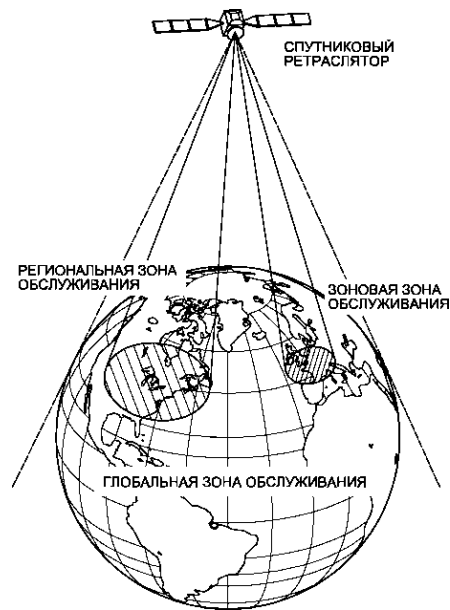 СПУТНИКОВЫЙ
РЕТРАСЛЯТОР
РЕГИОНАЛЬНАЯ ЗОНА
ОБСЛУЖИВАНИЯ
ЗОНОВАЯ ЗОНА
ОБСЛУЖИВАНИЯ
ГЛОБАЛЬНАЯ ЗОНА ОБСЛУЖИВАНИЯ